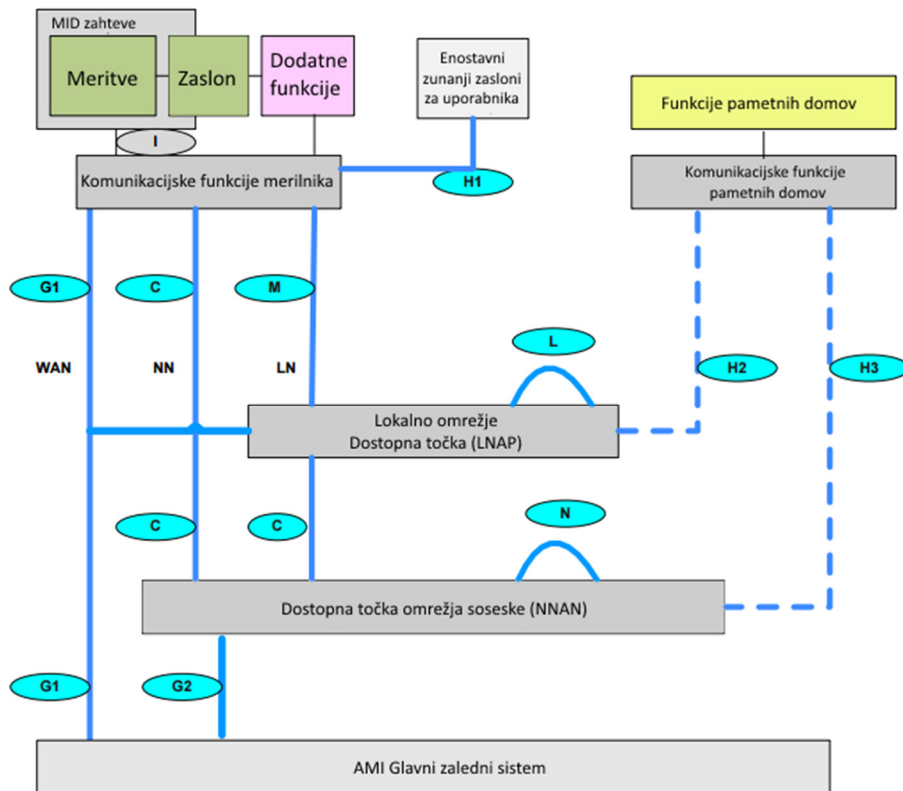 MID zahteve
Meritve
Zaslon
Dodatne
funkcije
Enostavni
zunanji zasloni
za uporabnika
Funkcije pametnih domov
I
Komunikacijske funkcije merilnika
H1
Komunikacijske funkcije
pametnih domov
G1
C
M
WAN
NN
LN
L
H2
H3
Lokalno omrežje
Dostopna točka (LNAP)
C
C
N
Dostopna točka omrežja soseske (NNAN)
G1
G2
AMI Glavni zaledni sistem